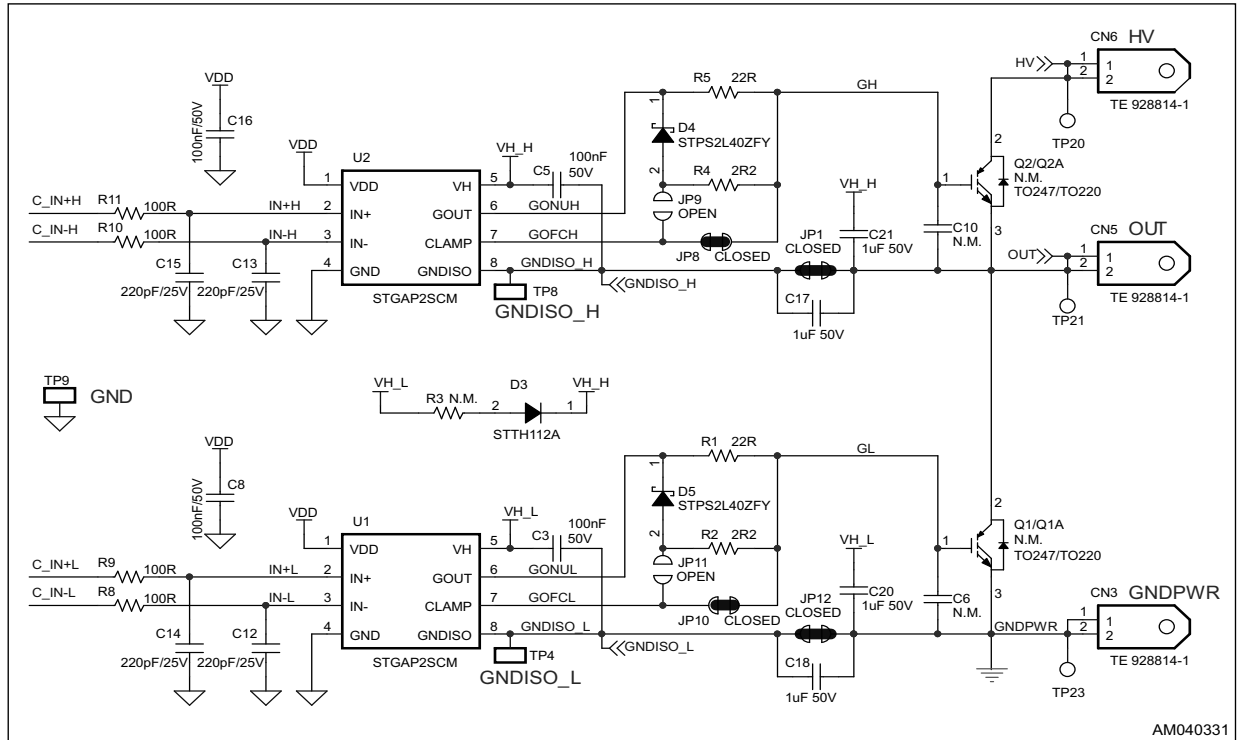 CN6 HV
HV 1 1
2 2
TE 928814-1
TP20
VDD
100nF/50V C16
VDD
U2
VH_H
C5 100nF
50V
1 VDD VH 5
C_IN+H R11 100R IN+H 2 IN+ GOUT 6 GONUH
C_IN-H R10 100R IN-H 3 IN- CLAMP 7 GOFCH
4 GND GNDISO 8 GNDISO_H
STGAP2SCM
C15 C13
220pF/25V 220pF/25V
TP8
GNDISO_H
GNDISO_H
R5 22R
GH
1
D4
STPS2L40ZFY
2
R4 2R2
JP9
OPEN
JP8 CLOSED
JP1
CLOSED
VH_H
C21
1uF 50V
C17
1uF 50V
C10
N.M.
2
1
Q2/Q2A
N.M.
TO247/TO220
3
CN5 OUT
OUT 1 1
2 2
TE 928814-1
TP21
TP9
GND
VH_L
R3 N.M.
2
D3
1
VH_H
STTH112A
VDD
100nF/50V C8
VDD
U1
VH_L
C3 100nF
50V
1 VDD VH 5
C_IN+L R9 100R IN+L 2 IN+ GOUT 6 GONUL
C_IN-L R8 100R IN-L 3 IN- CLAMP 7 GOFCL
4 GND GNDISO 8 GNDISO_L
STGAP2SCM
C14 C12
220pF/25V 220pF/25V
TP4
GNDISO_L
GNDISO_L
R1 22R
GL
1
D5
STPS2L40ZFY
2
R2 2R2
JP11
OPEN
JP10 CLOSED
JP12
CLOSED
VH_L
C20
1uF 50V
C18
1uF 50V
C6
N.M.
2
1
Q1/Q1A
N.M.
TO247/TO220
3
CN3 GNDPWR
GNDPWR 1 1
2 2
TE 928814-1
TP23
AM040331